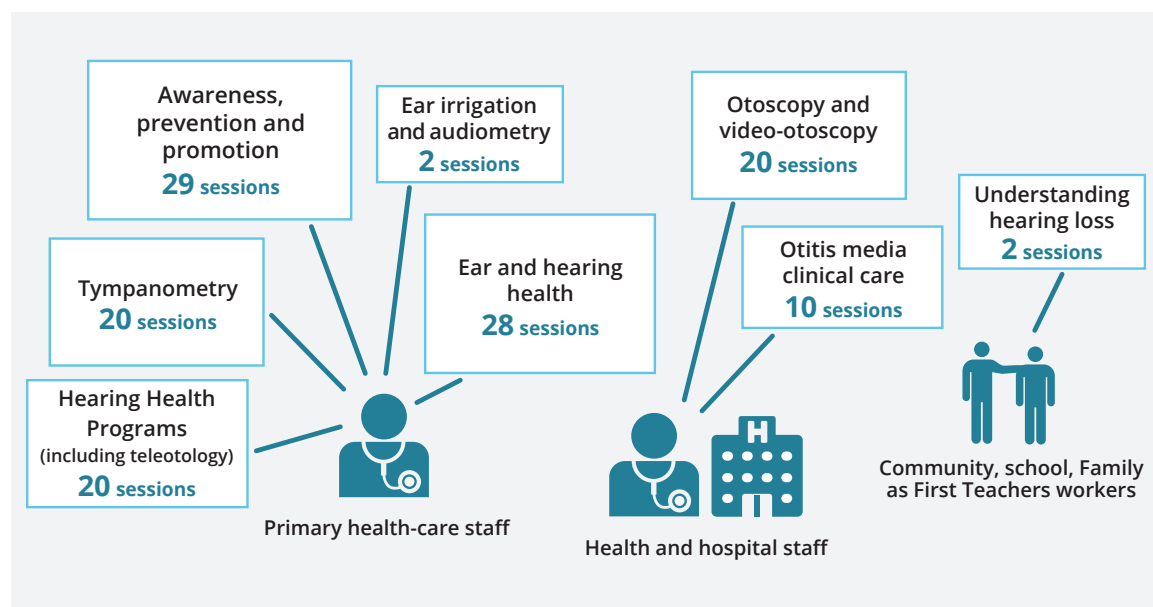 Awareness,
prevention and
promotion
29 sessions
Ear irrigation
and audiometry
2 sessions
Tympanometry
20 sessions
Ear and hearing
health
28 sessions
Hearing Health
Programs
(including teleotology)
20 sessions
Primary health-care staff
Otoscopy and
video-otoscopy
20 sessions
Otitis media
clinical care
10 sessions
H
Health and hospital staff
Understanding
hearing loss
2 sessions
Community, school, Family
as First Teachers workers